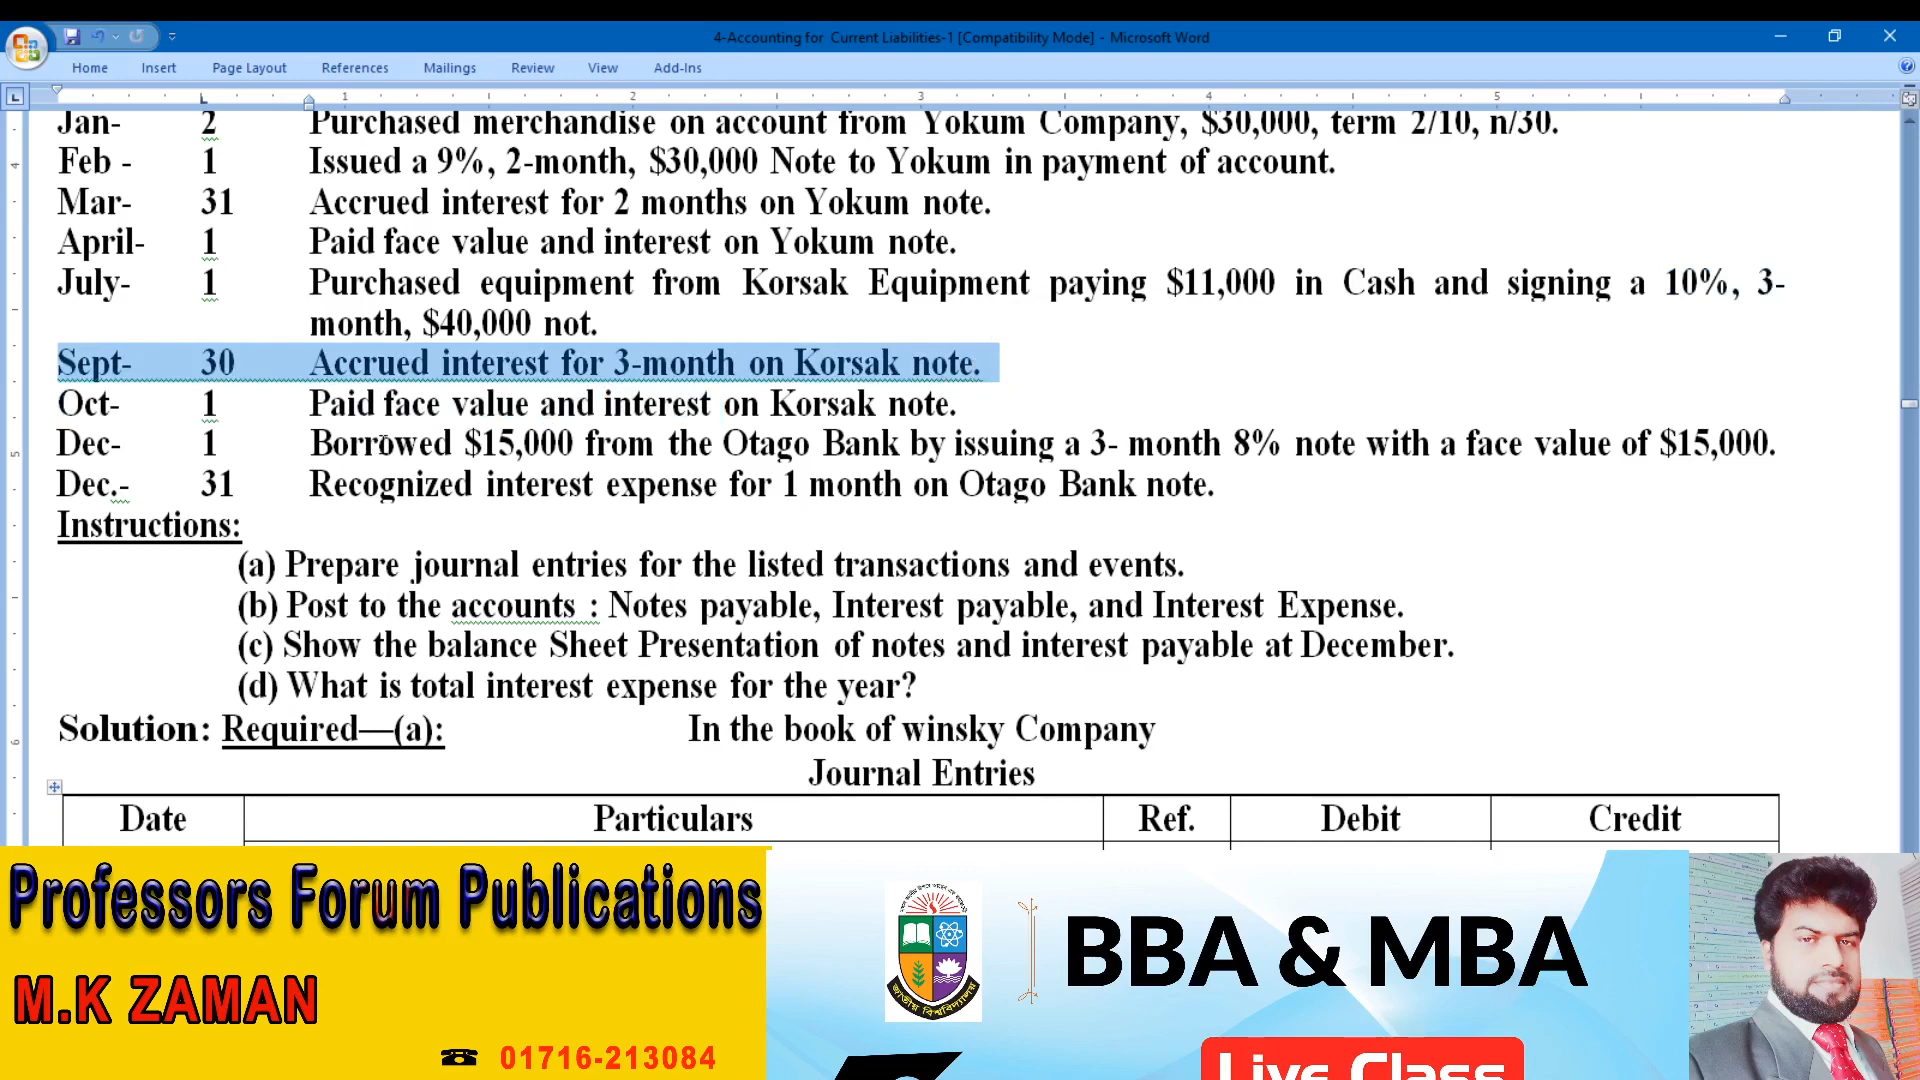 4-Accounting for Current Liabilities-1 [Compatibility Mode] - Microsoft Word
Home Insert Page Layout References Mailings Review View Add-Ins
1 2 3 4 5
Jan- 2 Purchased merchandise on account from Yokum Company, $30,000, term 2/10, n/30.
Feb - 1 Issued a 9%, 2-month, $30,000 Note to Yokum in payment of account.
Mar- 31 Accrued interest for 2 months on Yokum note.
April- 1 Paid face value and interest on Yokum note.
July- 1 Purchased equipment from Korsak Equipment paying $11,000 in Cash and signing a 10%, 3-
month, $40,000 not.
Sept- 30 Accrued interest for 3-month on Korsak note.
Oct- 1 Paid face value and interest on Korsak note.
Dec- 1 Borrowed $15,000 from the Otago Bank by issuing a 3- month 8% note with a face value of $15,000.
Dec.- 31 Recognized interest expense for 1 month on Otago Bank note.
Instructions:
(a) Prepare journal entries for the listed transactions and events.
(b) Post to the accounts : Notes payable, Interest payable, and Interest Expense.
(c) Show the balance Sheet Presentation of notes and interest payable at December.
(d) What is total interest expense for the year?
Solution: Required—(a): In the book of winsky Company
Journal Entries
Date Particulars Ref. Debit Credit
Professors Forum Publications
M.K ZAMAN
☎ 01716-213084
জাতীয় বিশ্ববিদ্যালয়
BBA & MBA
Live Class